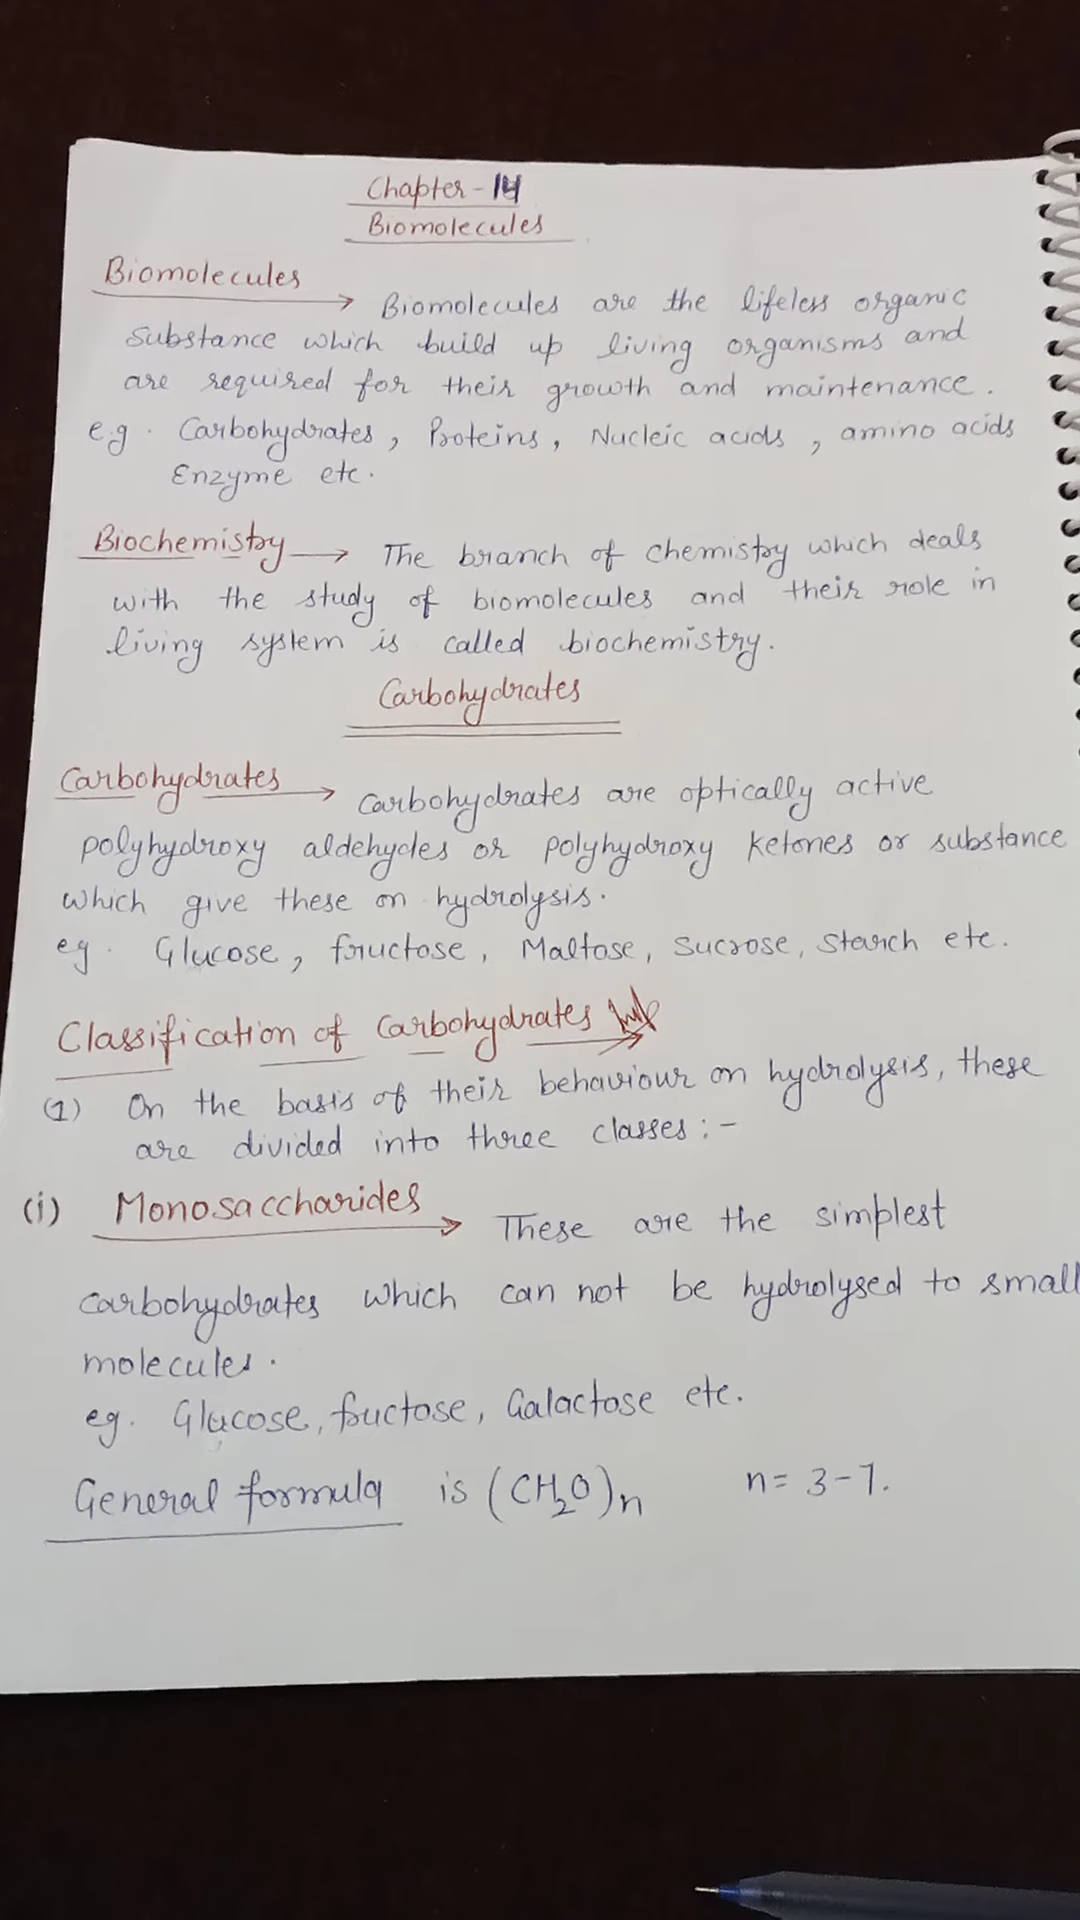 Chapter - 14
Biomolecules
Biomolecules → Biomolecules are the lifeless organic
substance which build up living organisms and
are required for their growth and maintenance.
e.g. Carbohydrates, Proteins, Nucleic acids, amino acids
Enzyme etc.
Biochemistry → The branch of chemistry which deals
with the study of biomolecules and their role in
living system is called biochemistry.
Carbohydrates
Carbohydrates → Carbohydrates are optically active
polyhydroxy aldehydes or polyhydroxy ketones or substance
which give these on hydrolysis.
eg. Glucose, fructose, Maltose, sucrose, starch etc.
Classification of Carbohydrates Imp
(1) On the basis of their behaviour on hydrolysis, these
are divided into three classes :-
(i) Monosaccharides → These are the simplest
carbohydrates which can not be hydrolysed to small
molecules.
eg. Glucose, fructose, Galactose etc.
General formula is (CH₂O)n n = 3-7.